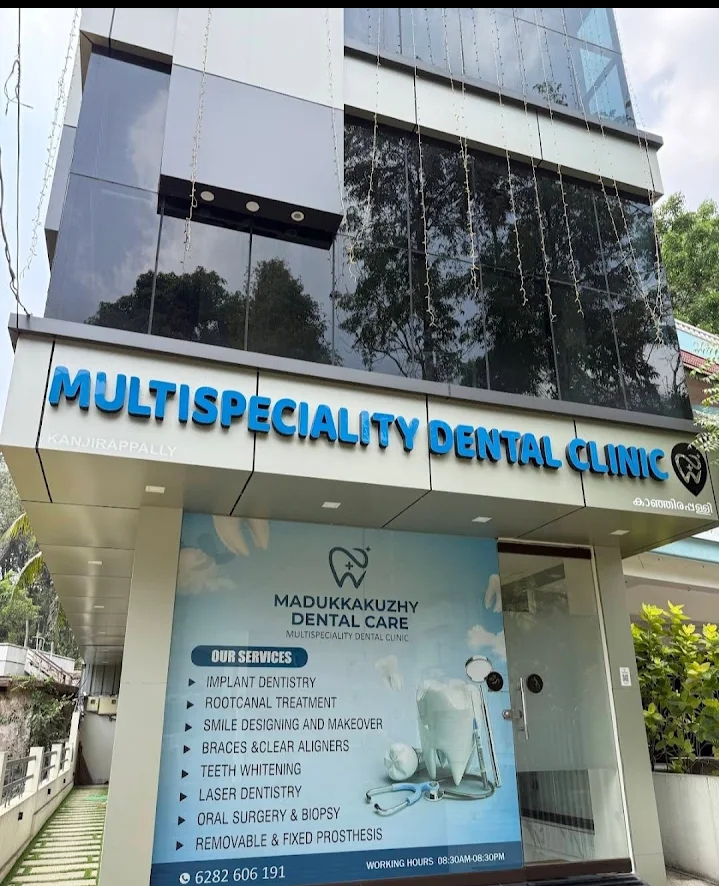 MULTISPECIALITY DENTAL CLINIC
KANJIRAPPALLY
കാഞ്ഞിരപ്പള്ളി
MADUKKAKUZHY
DENTAL CARE
MULTISPECIALITY DENTAL CLINIC
OUR SERVICES
IMPLANT DENTISTRY
ROOTCANAL TREATMENT
SMILE DESIGNING AND MAKEOVER
BRACES &CLEAR ALIGNERS
TEETH WHITENING
LASER DENTISTRY
ORAL SURGERY & BIOPSY
REMOVABLE & FIXED PROSTHESIS
6282 606 191
WORKING HOURS 08:30AM-08:30PM